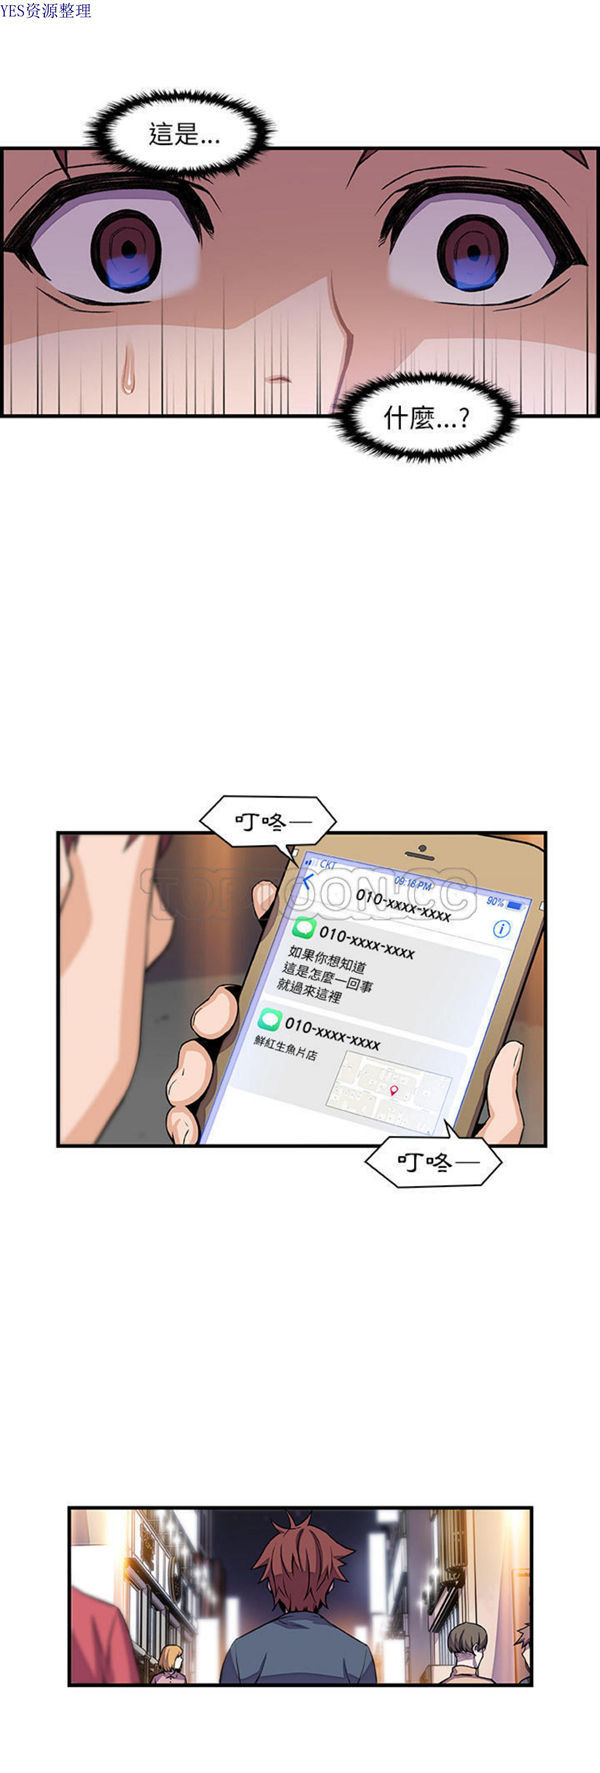 YES资源整理
這是...
什麼...?
叮咚—
CKT
09:16 PM
90%
010-xxxx-xxxx
010-xxxx-xxxx
如果你想知道
這是怎麼一回事
就過來這裡
010-xxxx-xxxx
鮮紅生魚片店
叮咚—
TOPTOON.CC